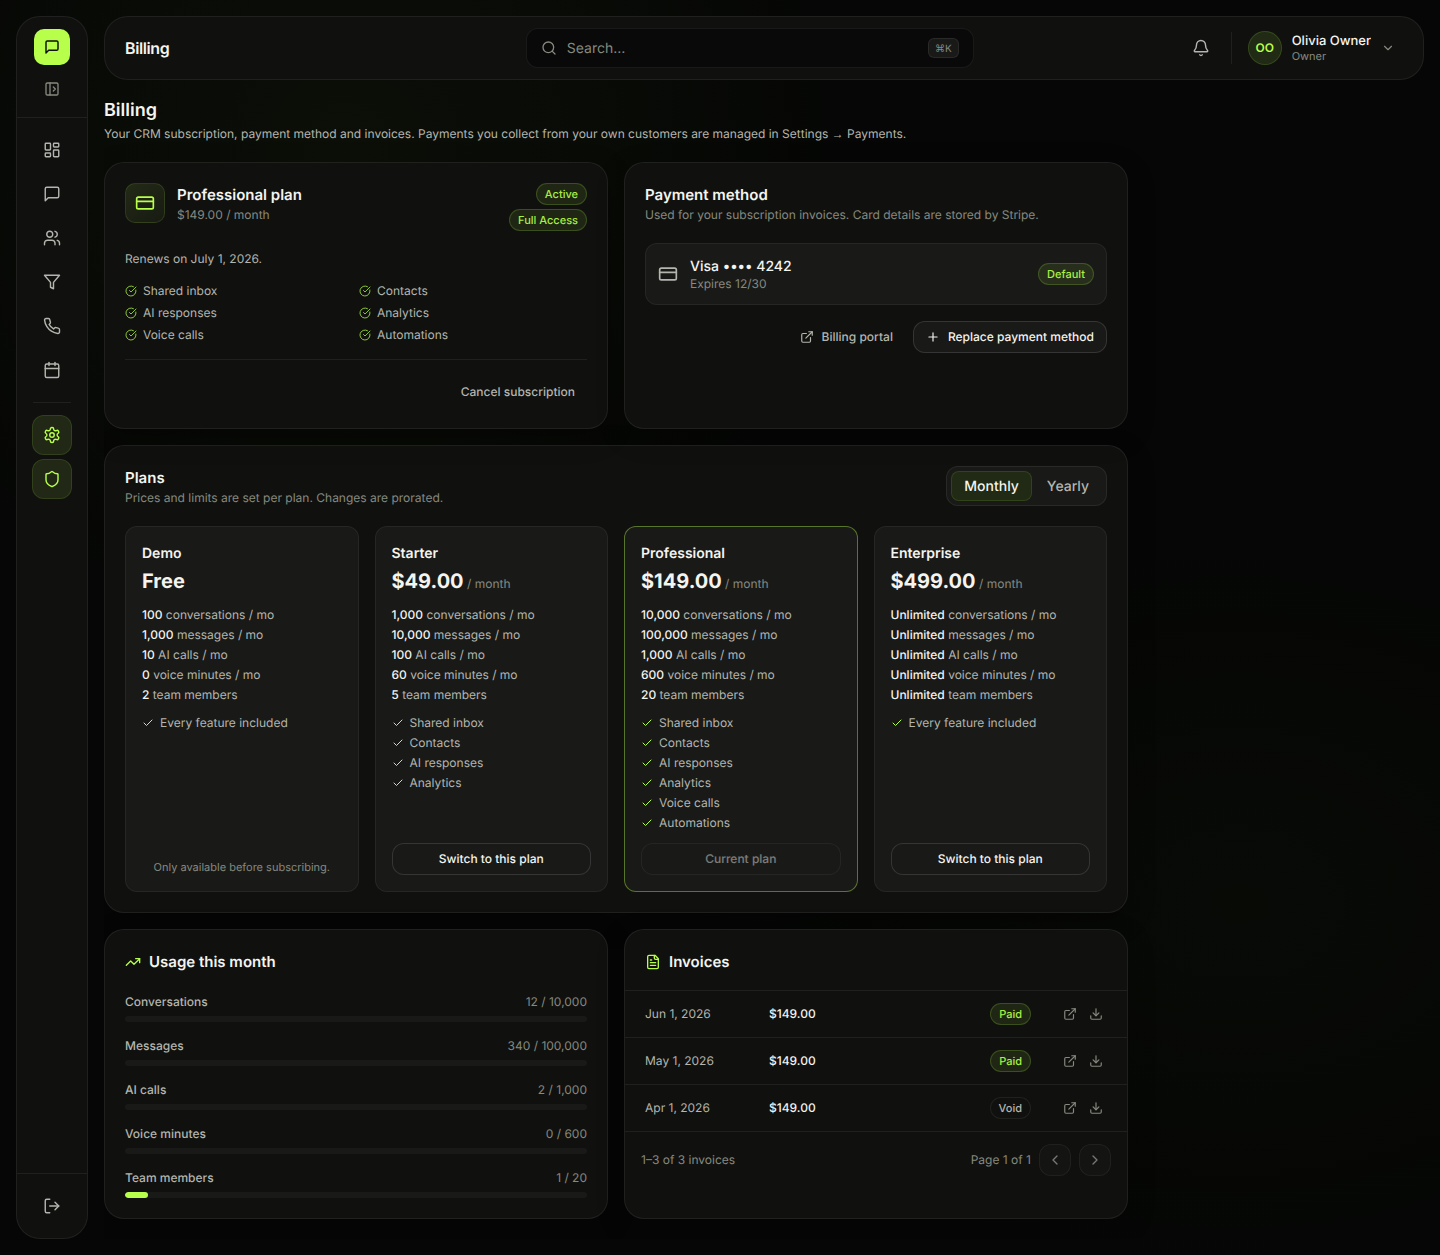 Billing
Search...
⌘K
OO
Olivia Owner
Owner
Billing
Your CRM subscription, payment method and invoices. Payments you collect from your own customers are managed in Settings → Payments.
Professional plan
$149.00 / month
Active
Full Access
Renews on July 1, 2026.
Shared inbox
Contacts
AI responses
Analytics
Voice calls
Automations
Cancel subscription
Payment method
Used for your subscription invoices. Card details are stored by Stripe.
Visa •••• 4242
Expires 12/30
Default
Billing portal
Replace payment method
Plans
Prices and limits are set per plan. Changes are prorated.
Monthly
Yearly
Demo
Free
100 conversations / mo
1,000 messages / mo
10 AI calls / mo
0 voice minutes / mo
2 team members
Every feature included
Only available before subscribing.
Starter
$49.00 / month
1,000 conversations / mo
10,000 messages / mo
100 AI calls / mo
60 voice minutes / mo
5 team members
Shared inbox
Contacts
AI responses
Analytics
Switch to this plan
Professional
$149.00 / month
10,000 conversations / mo
100,000 messages / mo
1,000 AI calls / mo
600 voice minutes / mo
20 team members
Shared inbox
Contacts
AI responses
Analytics
Voice calls
Automations
Current plan
Enterprise
$499.00 / month
Unlimited conversations / mo
Unlimited messages / mo
Unlimited AI calls / mo
Unlimited voice minutes / mo
Unlimited team members
Every feature included
Switch to this plan
Usage this month
Conversations 12 / 10,000
Messages 340 / 100,000
AI calls 2 / 1,000
Voice minutes 0 / 600
Team members 1 / 20
Invoices
Jun 1, 2026 $149.00 Paid
May 1, 2026 $149.00 Paid
Apr 1, 2026 $149.00 Void
1–3 of 3 invoices Page 1 of 1